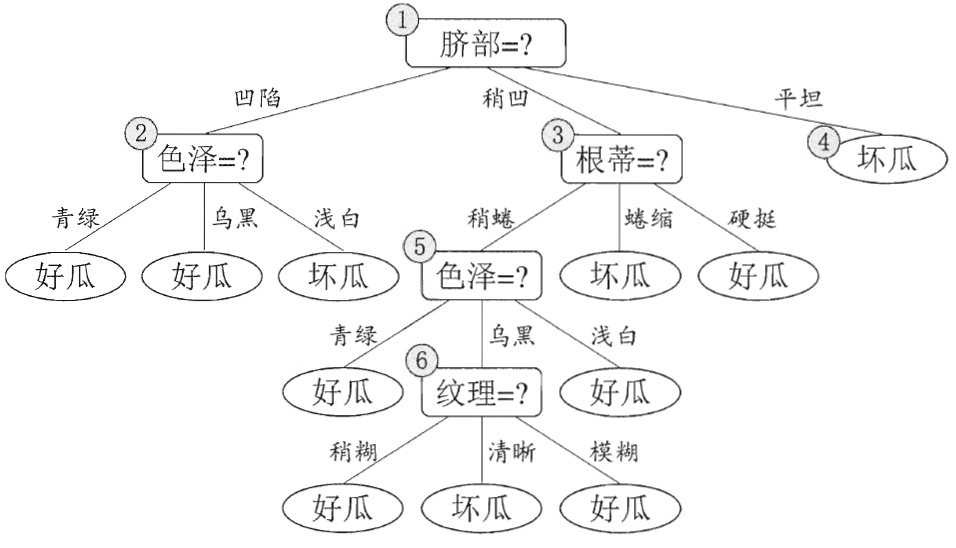 ①
脐部=?
凹陷 稍凹 平坦
② ③ ④
色泽=? 根蒂=? 坏瓜
青绿 乌黑 浅白 稍蜷 蜷缩 硬挺
⑤
好瓜 好瓜 坏瓜 色泽=? 坏瓜 好瓜
青绿 乌黑 浅白
⑥
好瓜 纹理=? 好瓜
稍糊 清晰 模糊
好瓜 坏瓜 好瓜